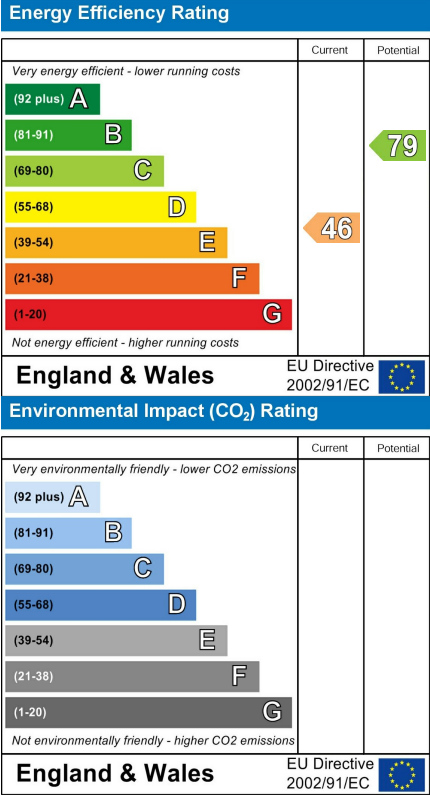 Energy Efficiency Rating
Current Potential
Very energy efficient - lower running costs
(92 plus) A
(81-91) B
79
(69-80) C
(55-68) D
46
(39-54) E
(21-38) F
(1-20) G
Not energy efficient - higher running costs
England & Wales
EU Directive
2002/91/EC
Environmental Impact (CO₂) Rating
Current Potential
Very environmentally friendly - lower CO2 emissions
(92 plus) A
(81-91) B
(69-80) C
(55-68) D
(39-54) E
(21-38) F
(1-20) G
Not environmentally friendly - higher CO2 emissions
England & Wales
EU Directive
2002/91/EC